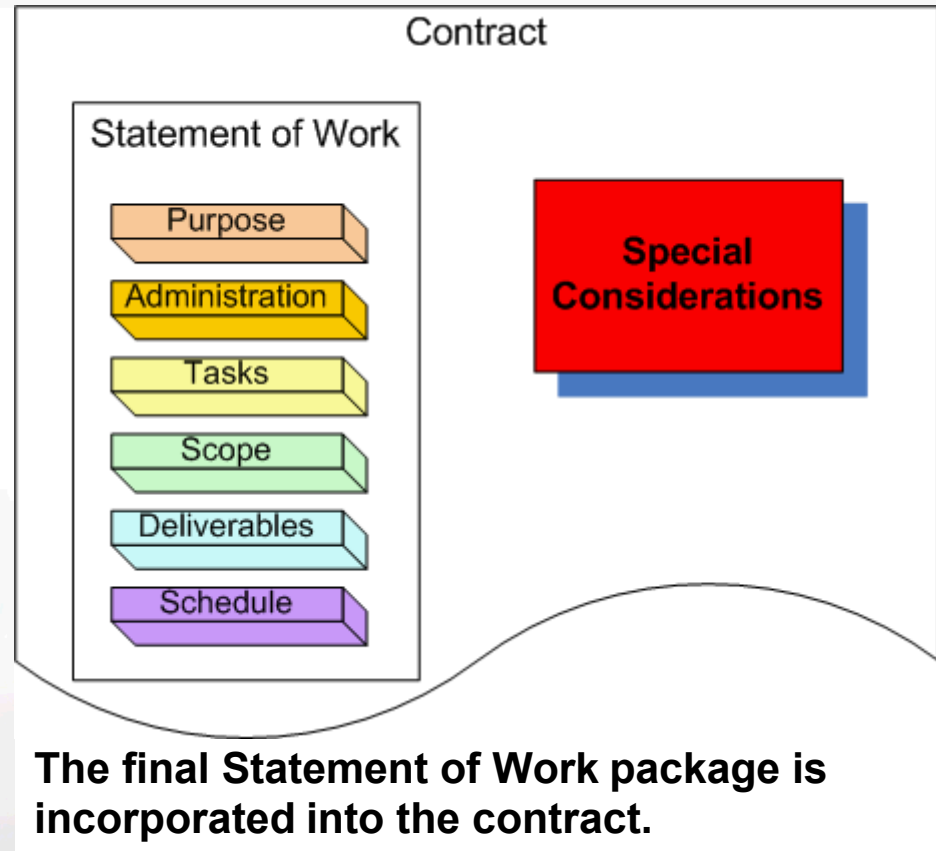 Contract
Statement of Work
Purpose
Administration
Tasks
Scope
Deliverables
Schedule
Special
Considerations
The final Statement of Work package is
incorporated into the contract.